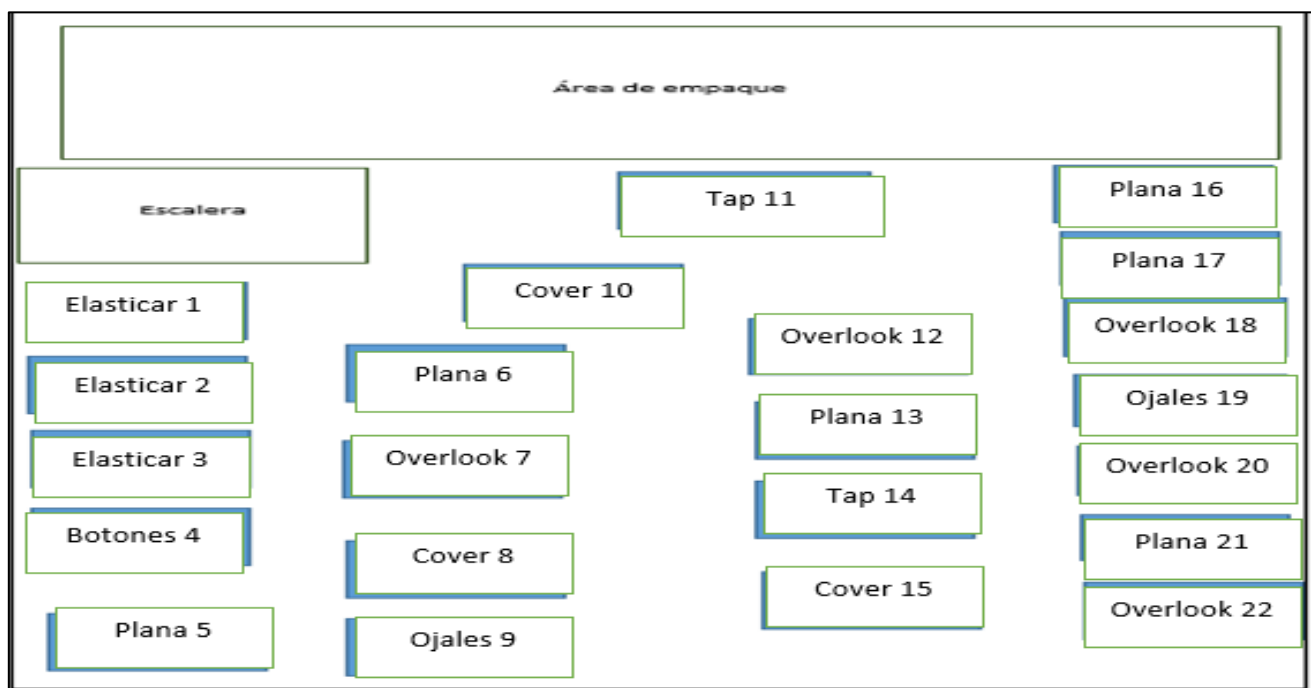 Área de empaque
Escalera
Elasticar 1
Elasticar 2
Elasticar 3
Botones 4
Plana 5
Plana 6
Overlook 7
Cover 8
Ojales 9
Cover 10
Tap 11
Overlook 12
Plana 13
Tap 14
Cover 15
Plana 16
Plana 17
Overlook 18
Ojales 19
Overlook 20
Plana 21
Overlook 22